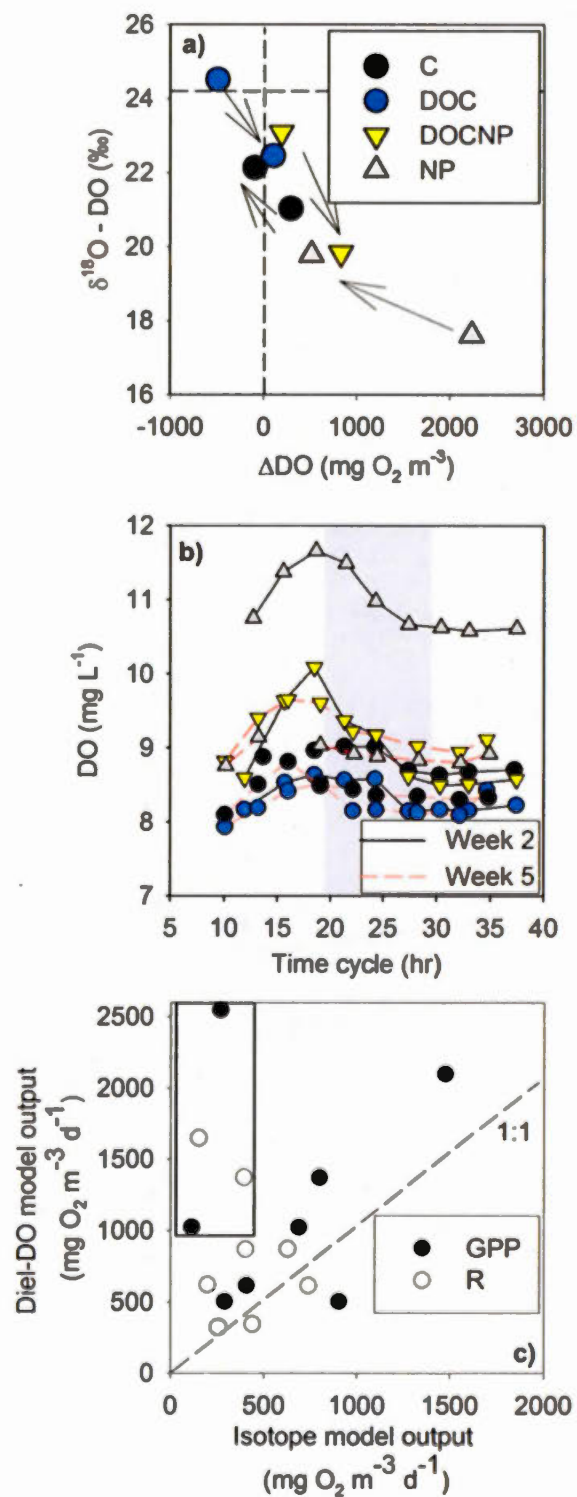 a)
26
24
22
20
18
16
δ¹⁸O - DO (‰)
C
DOC
DOCNP
NP
-1000 0 1000 2000 3000
ΔDO (mg O₂ m⁻³)
b)
12
11
10
9
8
7
DO (mg L⁻¹)
Week 2
Week 5
5 10 15 20 25 30 35 40
Time cycle (hr)
2500
2000
1500
1000
500
0
Diel-DO model output
(mg O₂ m⁻³ d⁻¹)
1:1
GPP
R
c)
0 500 1000 1500 2000
Isotope model output
(mg O₂ m⁻³ d⁻¹)